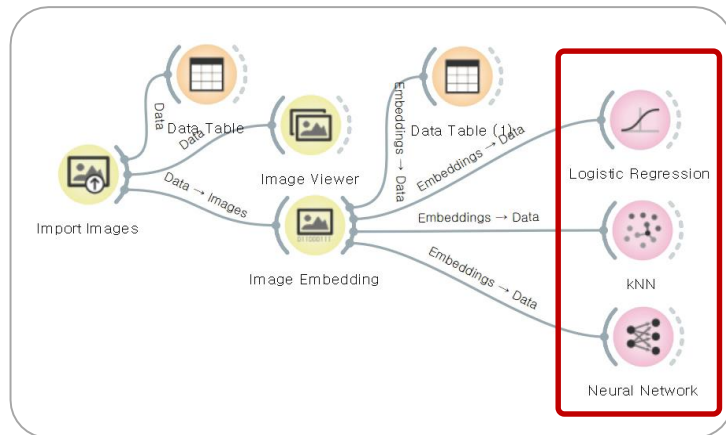 Data
Data Table
Data
Image Viewer
Data → Images
Import Images
Image Embedding
011000111
Embeddings → Data
Data Table (1)
Embeddings → Data
Logistic Regression
Embeddings → Data
kNN
Embeddings → Data
Neural Network